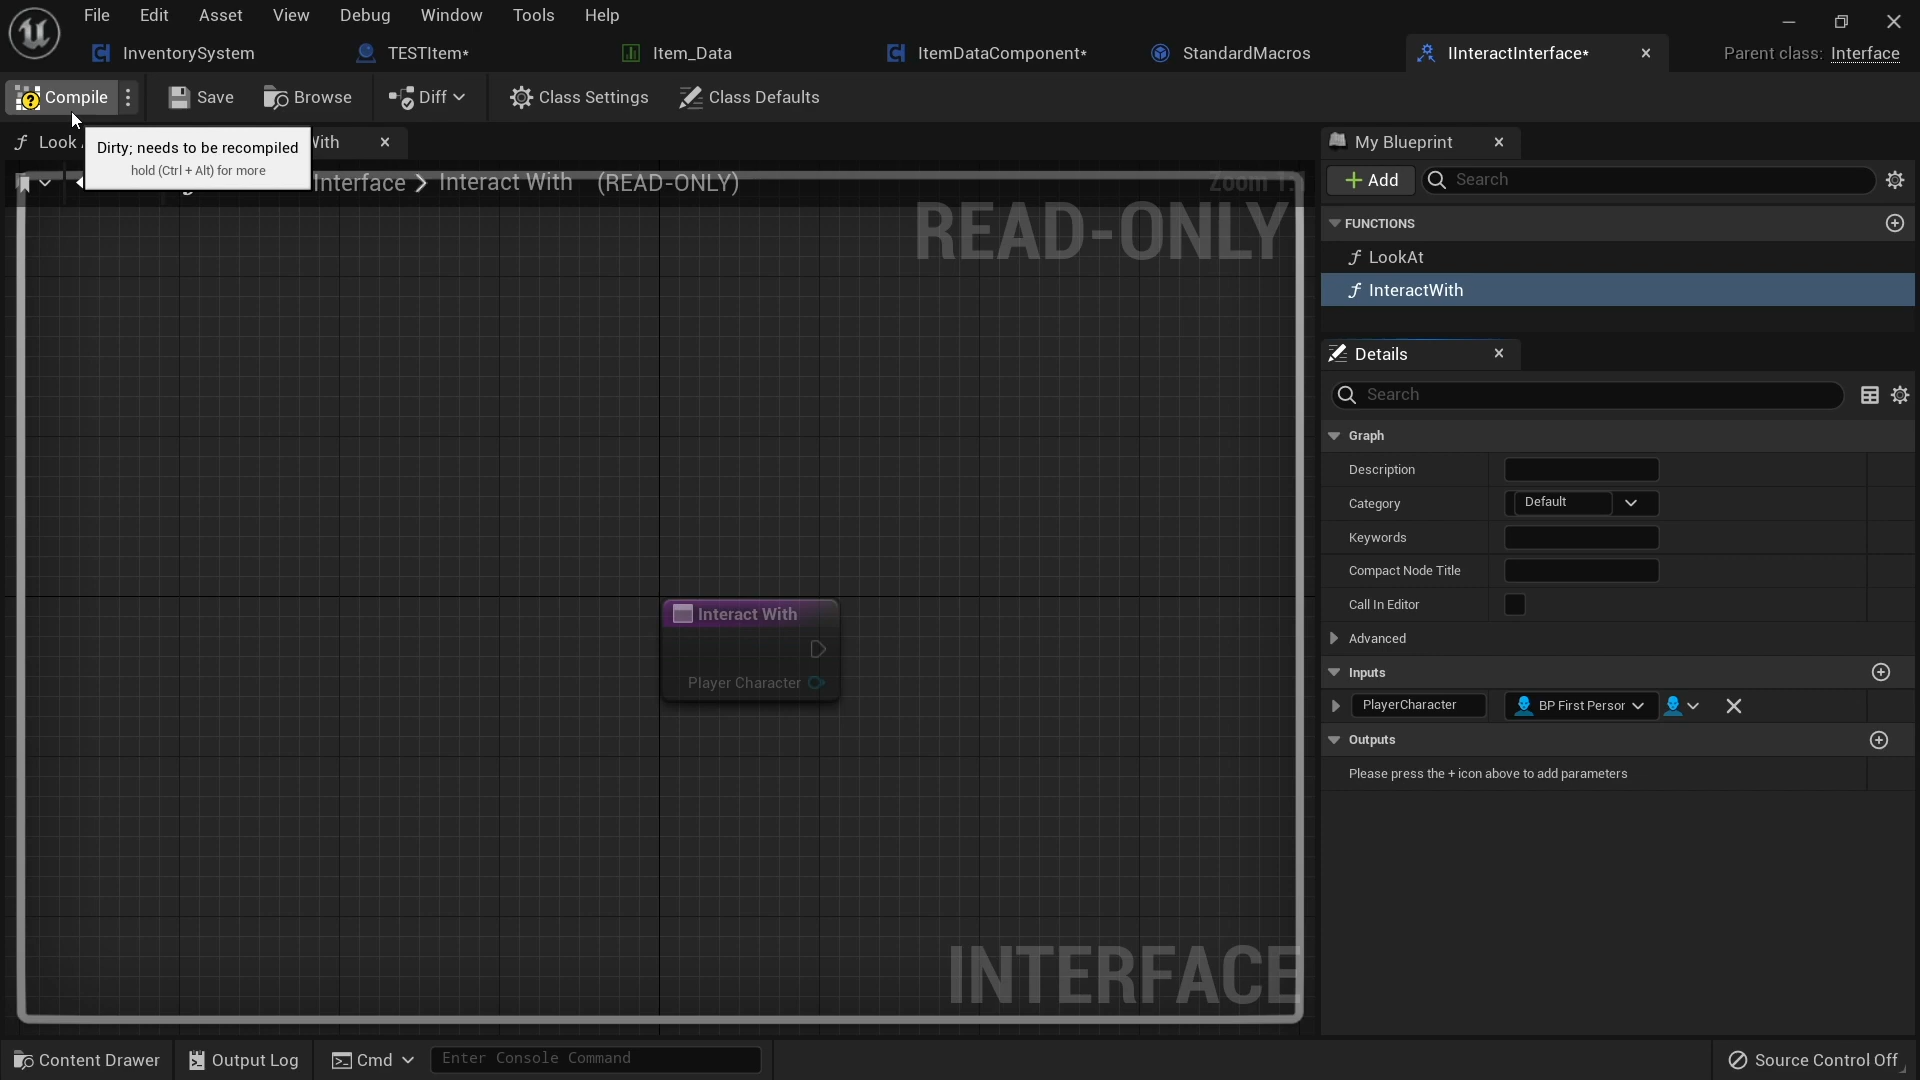 File Edit Asset View Debug Window Tools Help
InventorySystem TESTItem* Item_Data ItemDataComponent* StandardMacros IInteractInterface* Parent class: Interface
Compile Save Browse Diff Class Settings Class Defaults
Look With My Blueprint
Dirty; needs to be recompiled
hold (Ctrl + Alt) for more
Interface > Interact With (READ-ONLY) Zoom 1:1
Add Search
READ-ONLY
FUNCTIONS
LookAt
InteractWith
Details
Search
Graph
Description
Category Default
Keywords
Compact Node Title
Call In Editor
Interact With
Advanced
Inputs
Player Character
PlayerCharacter BP First Person
Outputs
Please press the + icon above to add parameters
INTERFACE
Content Drawer Output Log Cmd Enter Console Command Source Control Off